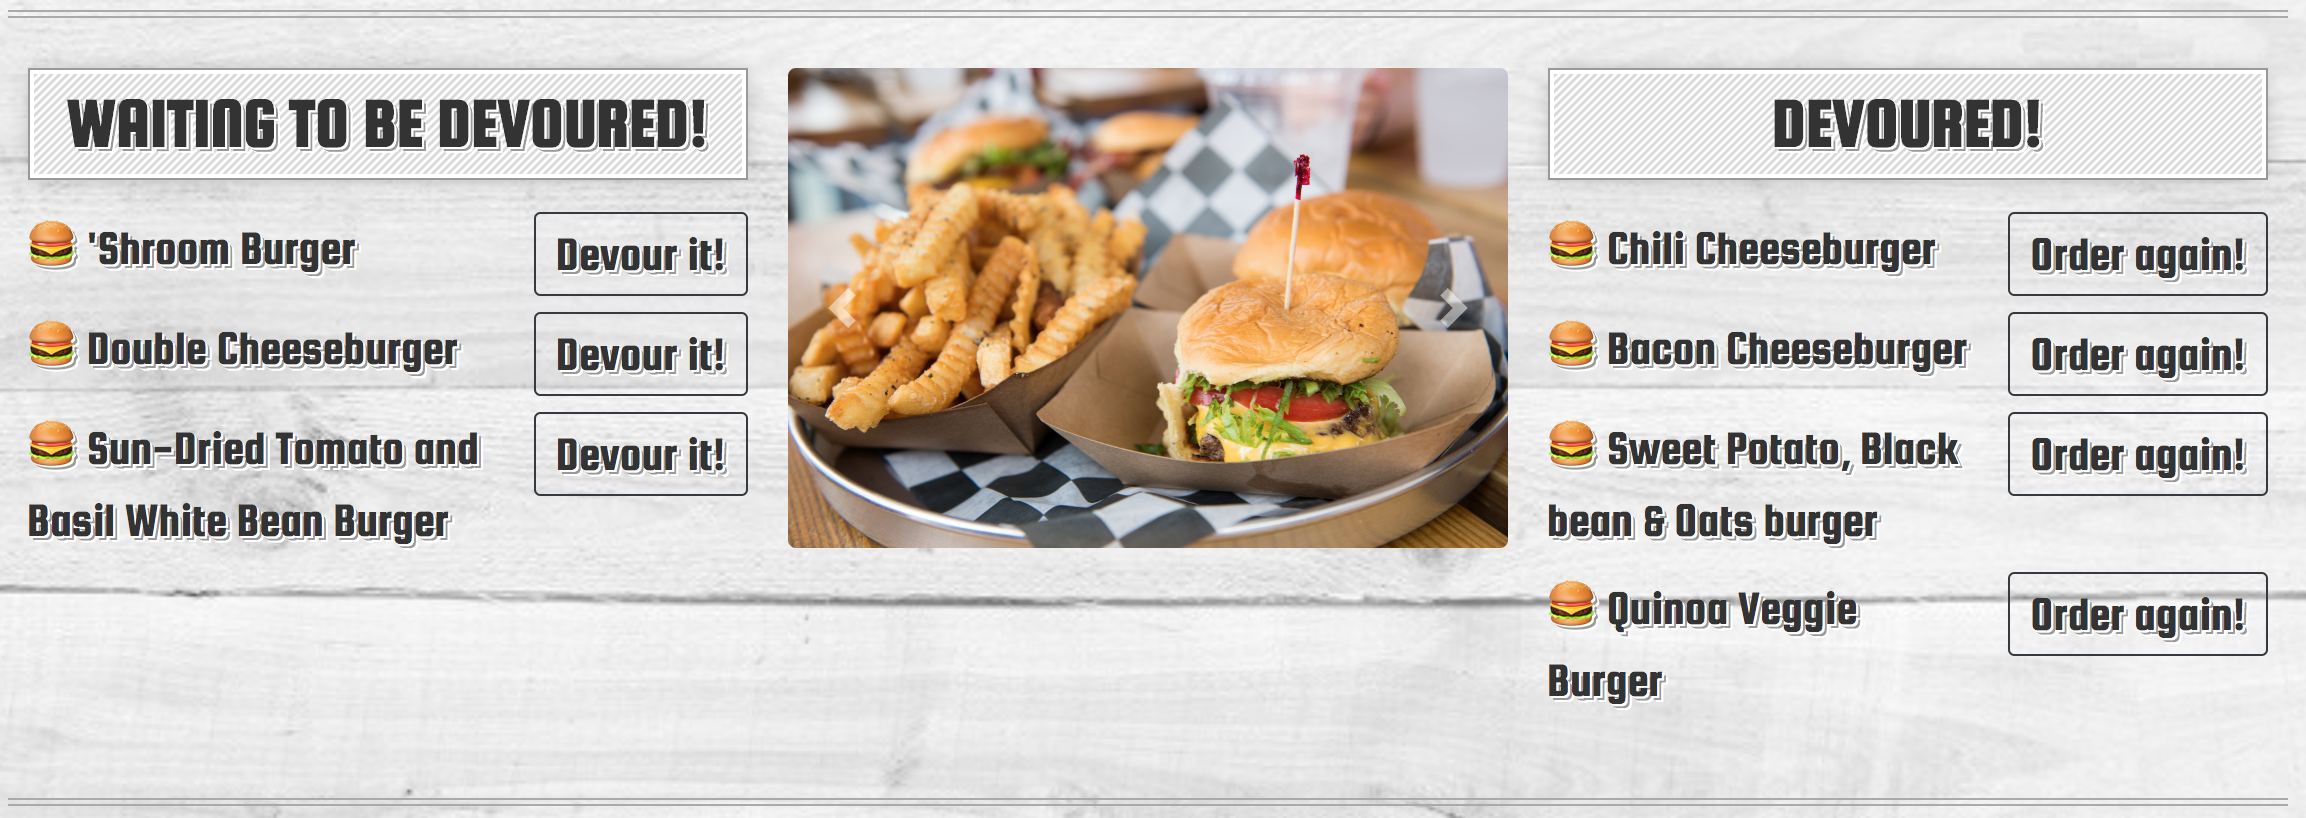 WAITING TO BE DEVOURED!
'Shroom Burger
Devour it!
Double Cheeseburger
Devour it!
Sun-Dried Tomato and
Basil White Bean Burger
Devour it!
DEVOURED!
Chili Cheeseburger
Order again!
Bacon Cheeseburger
Order again!
Sweet Potato, Black
bean & Oats burger
Order again!
Quinoa Veggie
Burger
Order again!